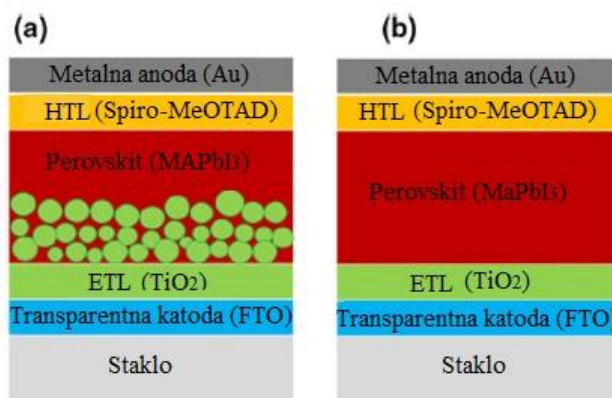 (a)
Metalna anoda (Au)
HTL (Spiro-MeOTAD)
Perovskit (MAPbI3)
ETL (TiO2)
Transparentna katoda (FTO)
Staklo
(b)
Metalna anoda (Au)
HTL (Spiro-MeOTAD)
Perovskit (MaPbI3)
ETL (TiO2)
Transparentna katoda (FTO)
Staklo